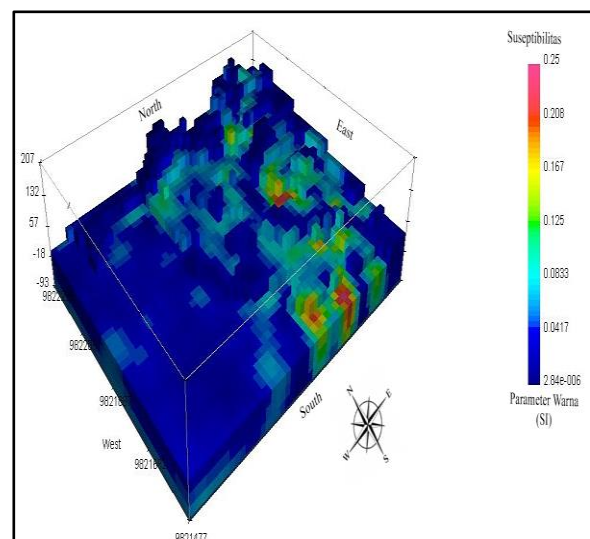 Suseptibilitas
0.25
0.208
0.167
0.125
0.0833
0.0417
2.84e-006
Parameter Warna
(SI)
North
East
207
132
57
-18
-93
West
South
N
E
W
S
9821477